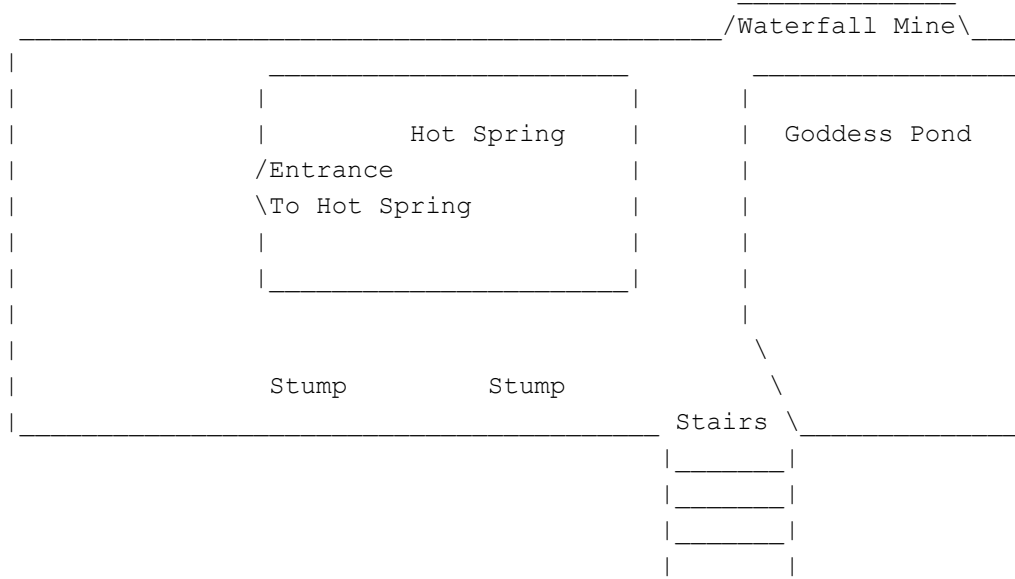 Waterfall Mine
Hot Spring Goddess Pond
Entrance
To Hot Spring
Stump Stump
Stairs